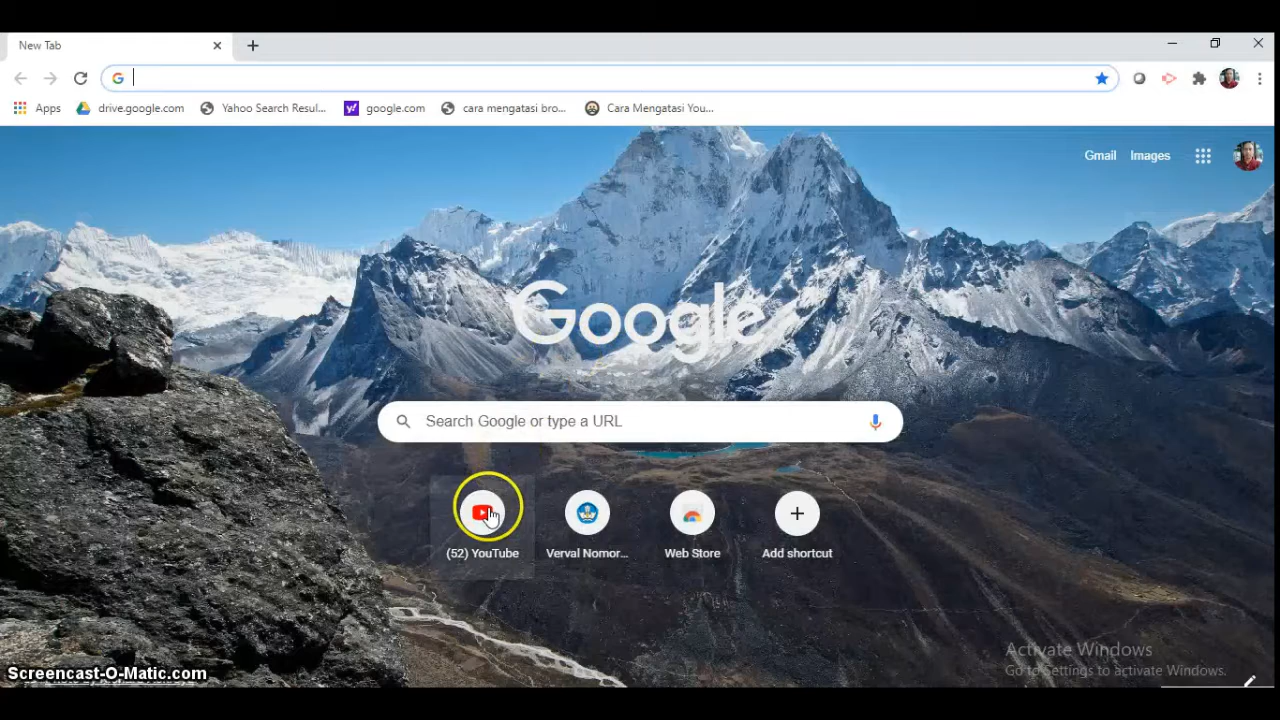 New Tab
Apps drive.google.com Yahoo Search Resul... google.com cara mengatasi bro... Cara Mengatasi You...
Gmail Images
Google
Search Google or type a URL
(52) YouTube Verval Nomor... Web Store Add shortcut
Activate Windows
Go to Settings to activate Windows.
Screencast-O-Matic.com